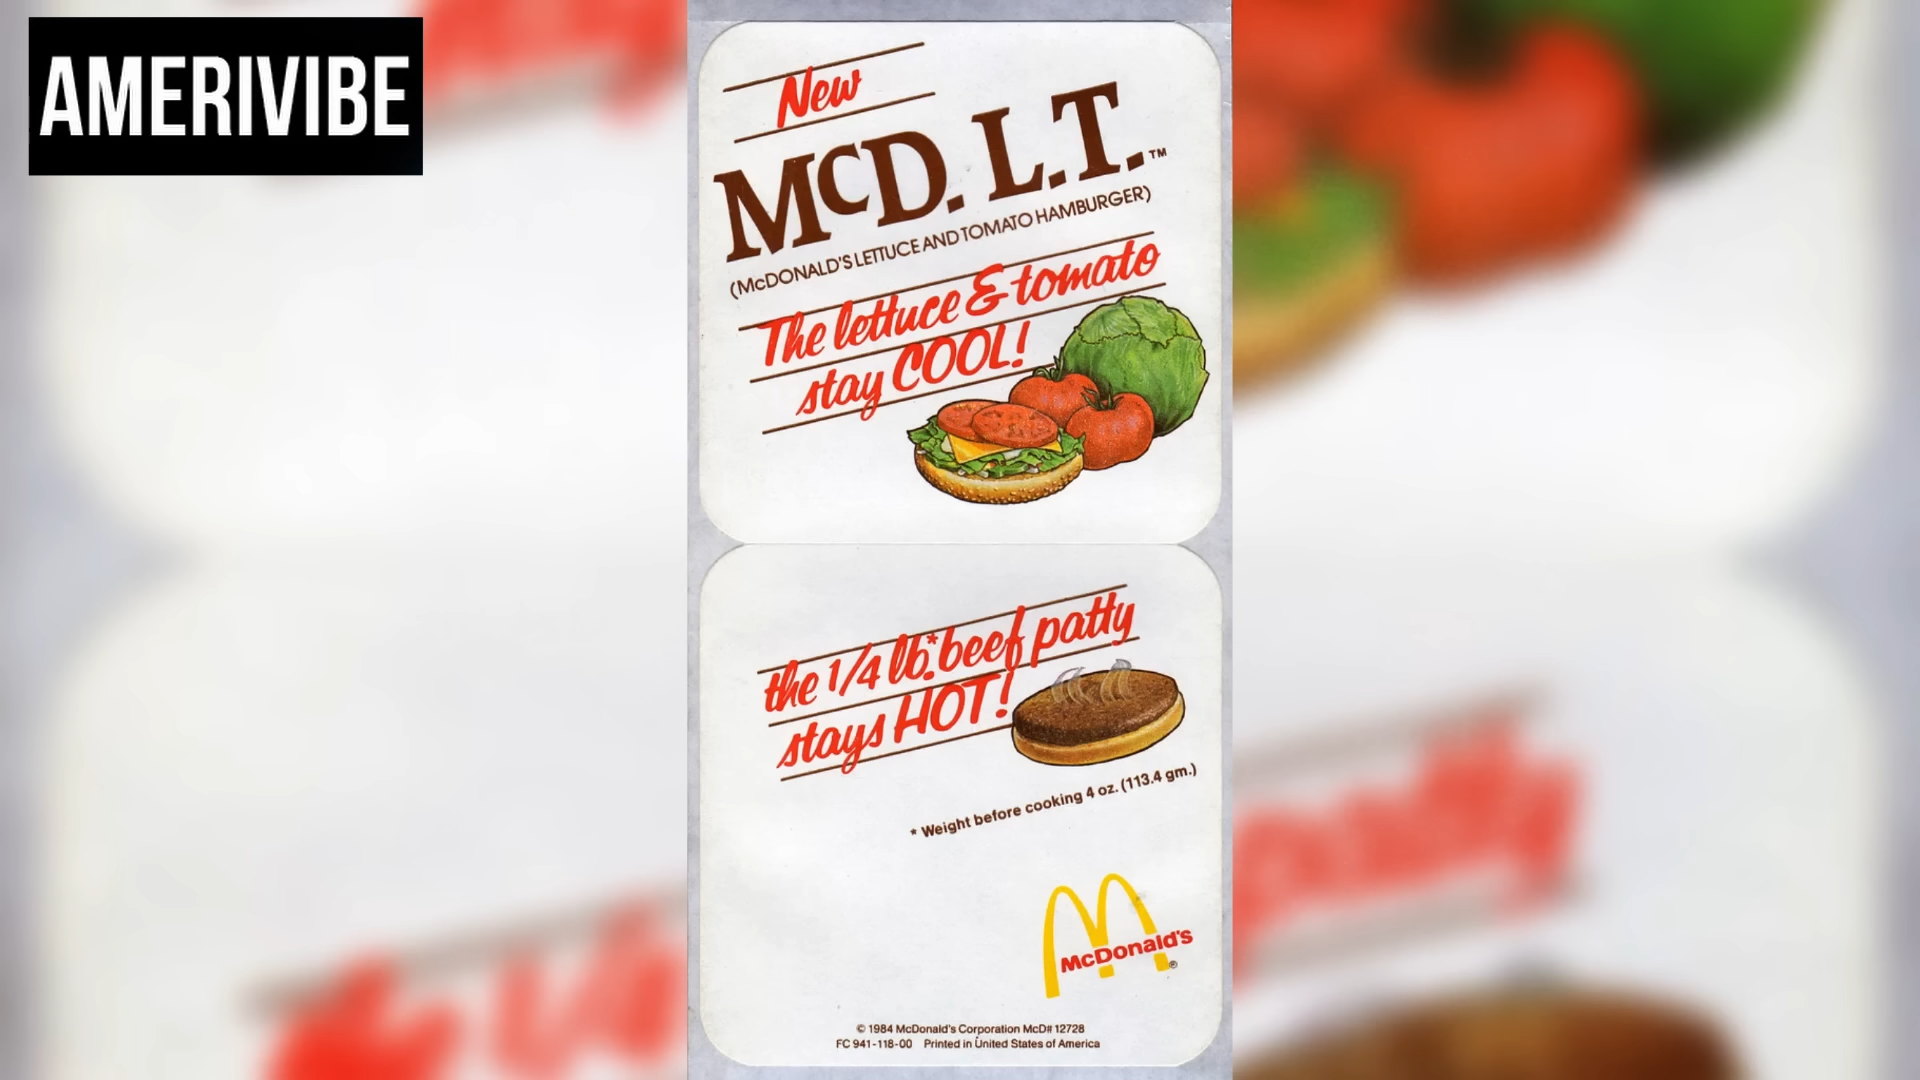 AMERIVIBE
New
McD.L.T.™
(McDONALD'S LETTUCE AND TOMATO HAMBURGER)
The lettuce & tomato
stay COOL!
the 1/4 lb.* beef patty
stays HOT!
* Weight before cooking 4 oz. (113.4 gm.)
McDonald's
®
© 1984 McDonald's Corporation McD# 12728
FC 941-118-00 Printed in United States of America